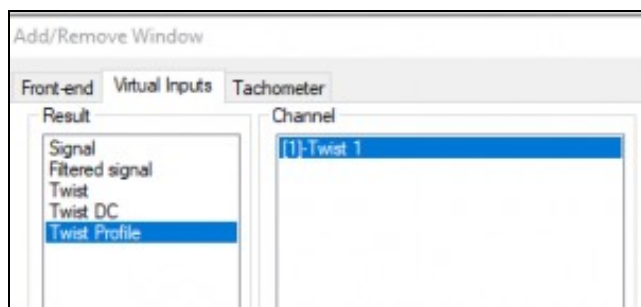 Add/Remove Window
Front-end Virtual Inputs Tachometer
Result
Channel
Signal
Filtered signal
Twist
Twist DC
Twist Profile
[1]-Twist 1